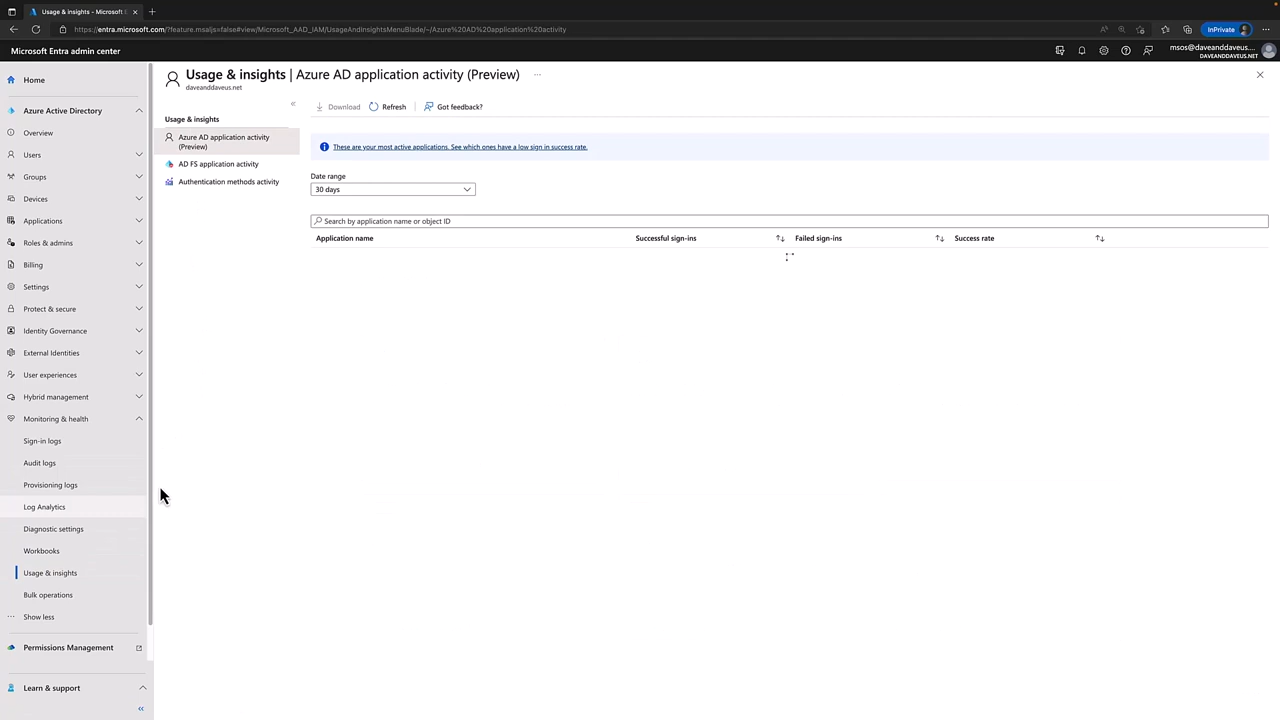 Usage & insights – Microsoft E
https://entra.microsoft.com/?feature.msaljs=false#view/Microsoft_AAD_IAM/UsageAndInsightsMenuBlade/~/Azure%20AD%20application%20activity
InPrivate
Microsoft Entra admin center
msos@daveanddaveus....
DAVEANDDAVEUS.NET
Home
Azure Active Directory
Overview
Users
Groups
Devices
Applications
Roles & admins
Billing
Settings
Protect & secure
Identity Governance
External Identities
User experiences
Hybrid management
Monitoring & health
Sign-in logs
Audit logs
Provisioning logs
Log Analytics
Diagnostic settings
Workbooks
Usage & insights
Bulk operations
Show less
Permissions Management
Learn & support
Usage & insights | Azure AD application activity (Preview)
daveanddaveus.net
Usage & insights
Azure AD application activity
(Preview)
AD FS application activity
Authentication methods activity
Download Refresh Got feedback?
These are your most active applications. See which ones have a low sign in success rate.
Date range
30 days
Search by application name or object ID
Application name Successful sign-ins Failed sign-ins Success rate